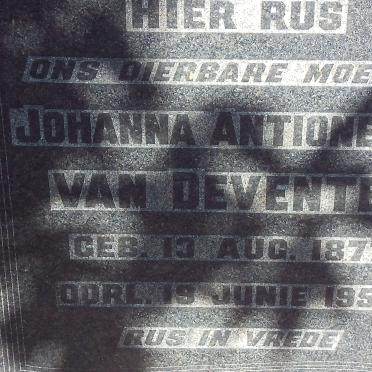 HIER RUS
ONS DIERBARE MOE
JOHANNA ANTIONE
VAN DEVENTE
GEB. 13 AUG. 187
OORL. 19 JUNIE 195
RUS IN VREDE